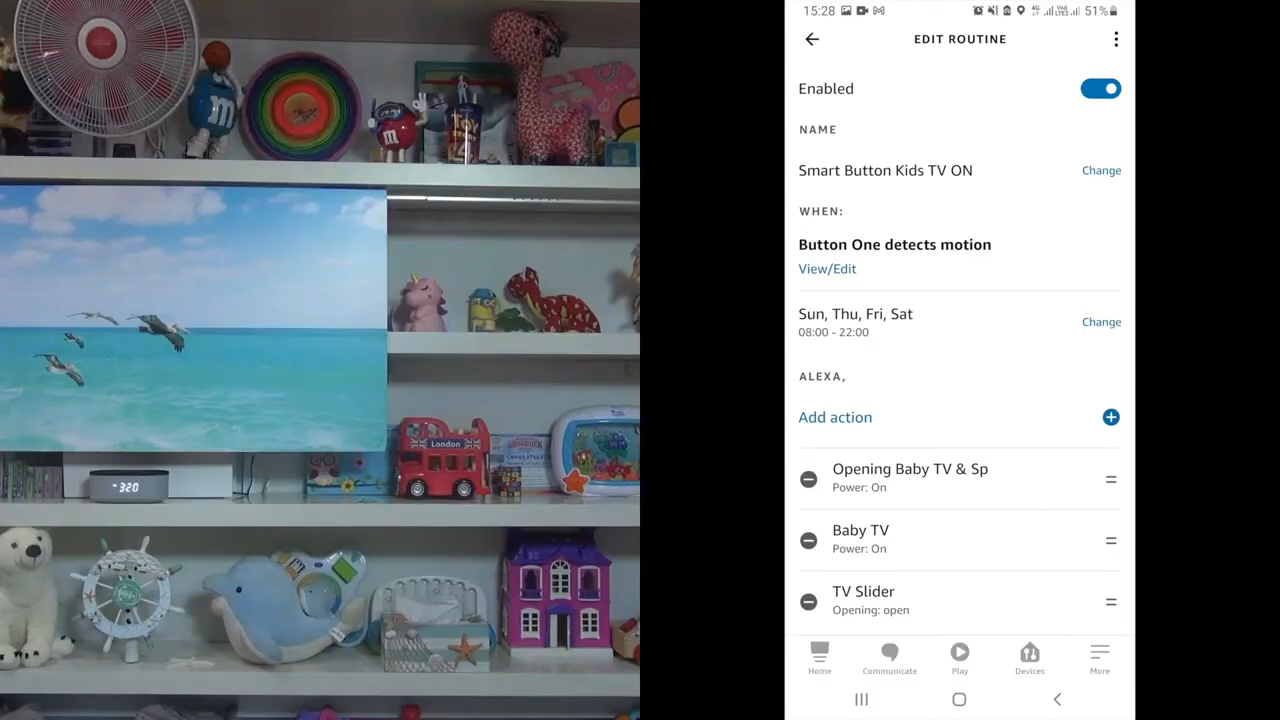 m
m
TOY
STORY
London
320
15:28
51%
EDIT ROUTINE
Enabled
NAME
Smart Button Kids TV ON
Change
WHEN:
Button One detects motion
View/Edit
Sun, Thu, Fri, Sat
08:00 - 22:00
Change
ALEXA,
Add action
Opening Baby TV & Sp
Power: On
Baby TV
Power: On
TV Slider
Opening: open
Home
Communicate
Play
Devices
More